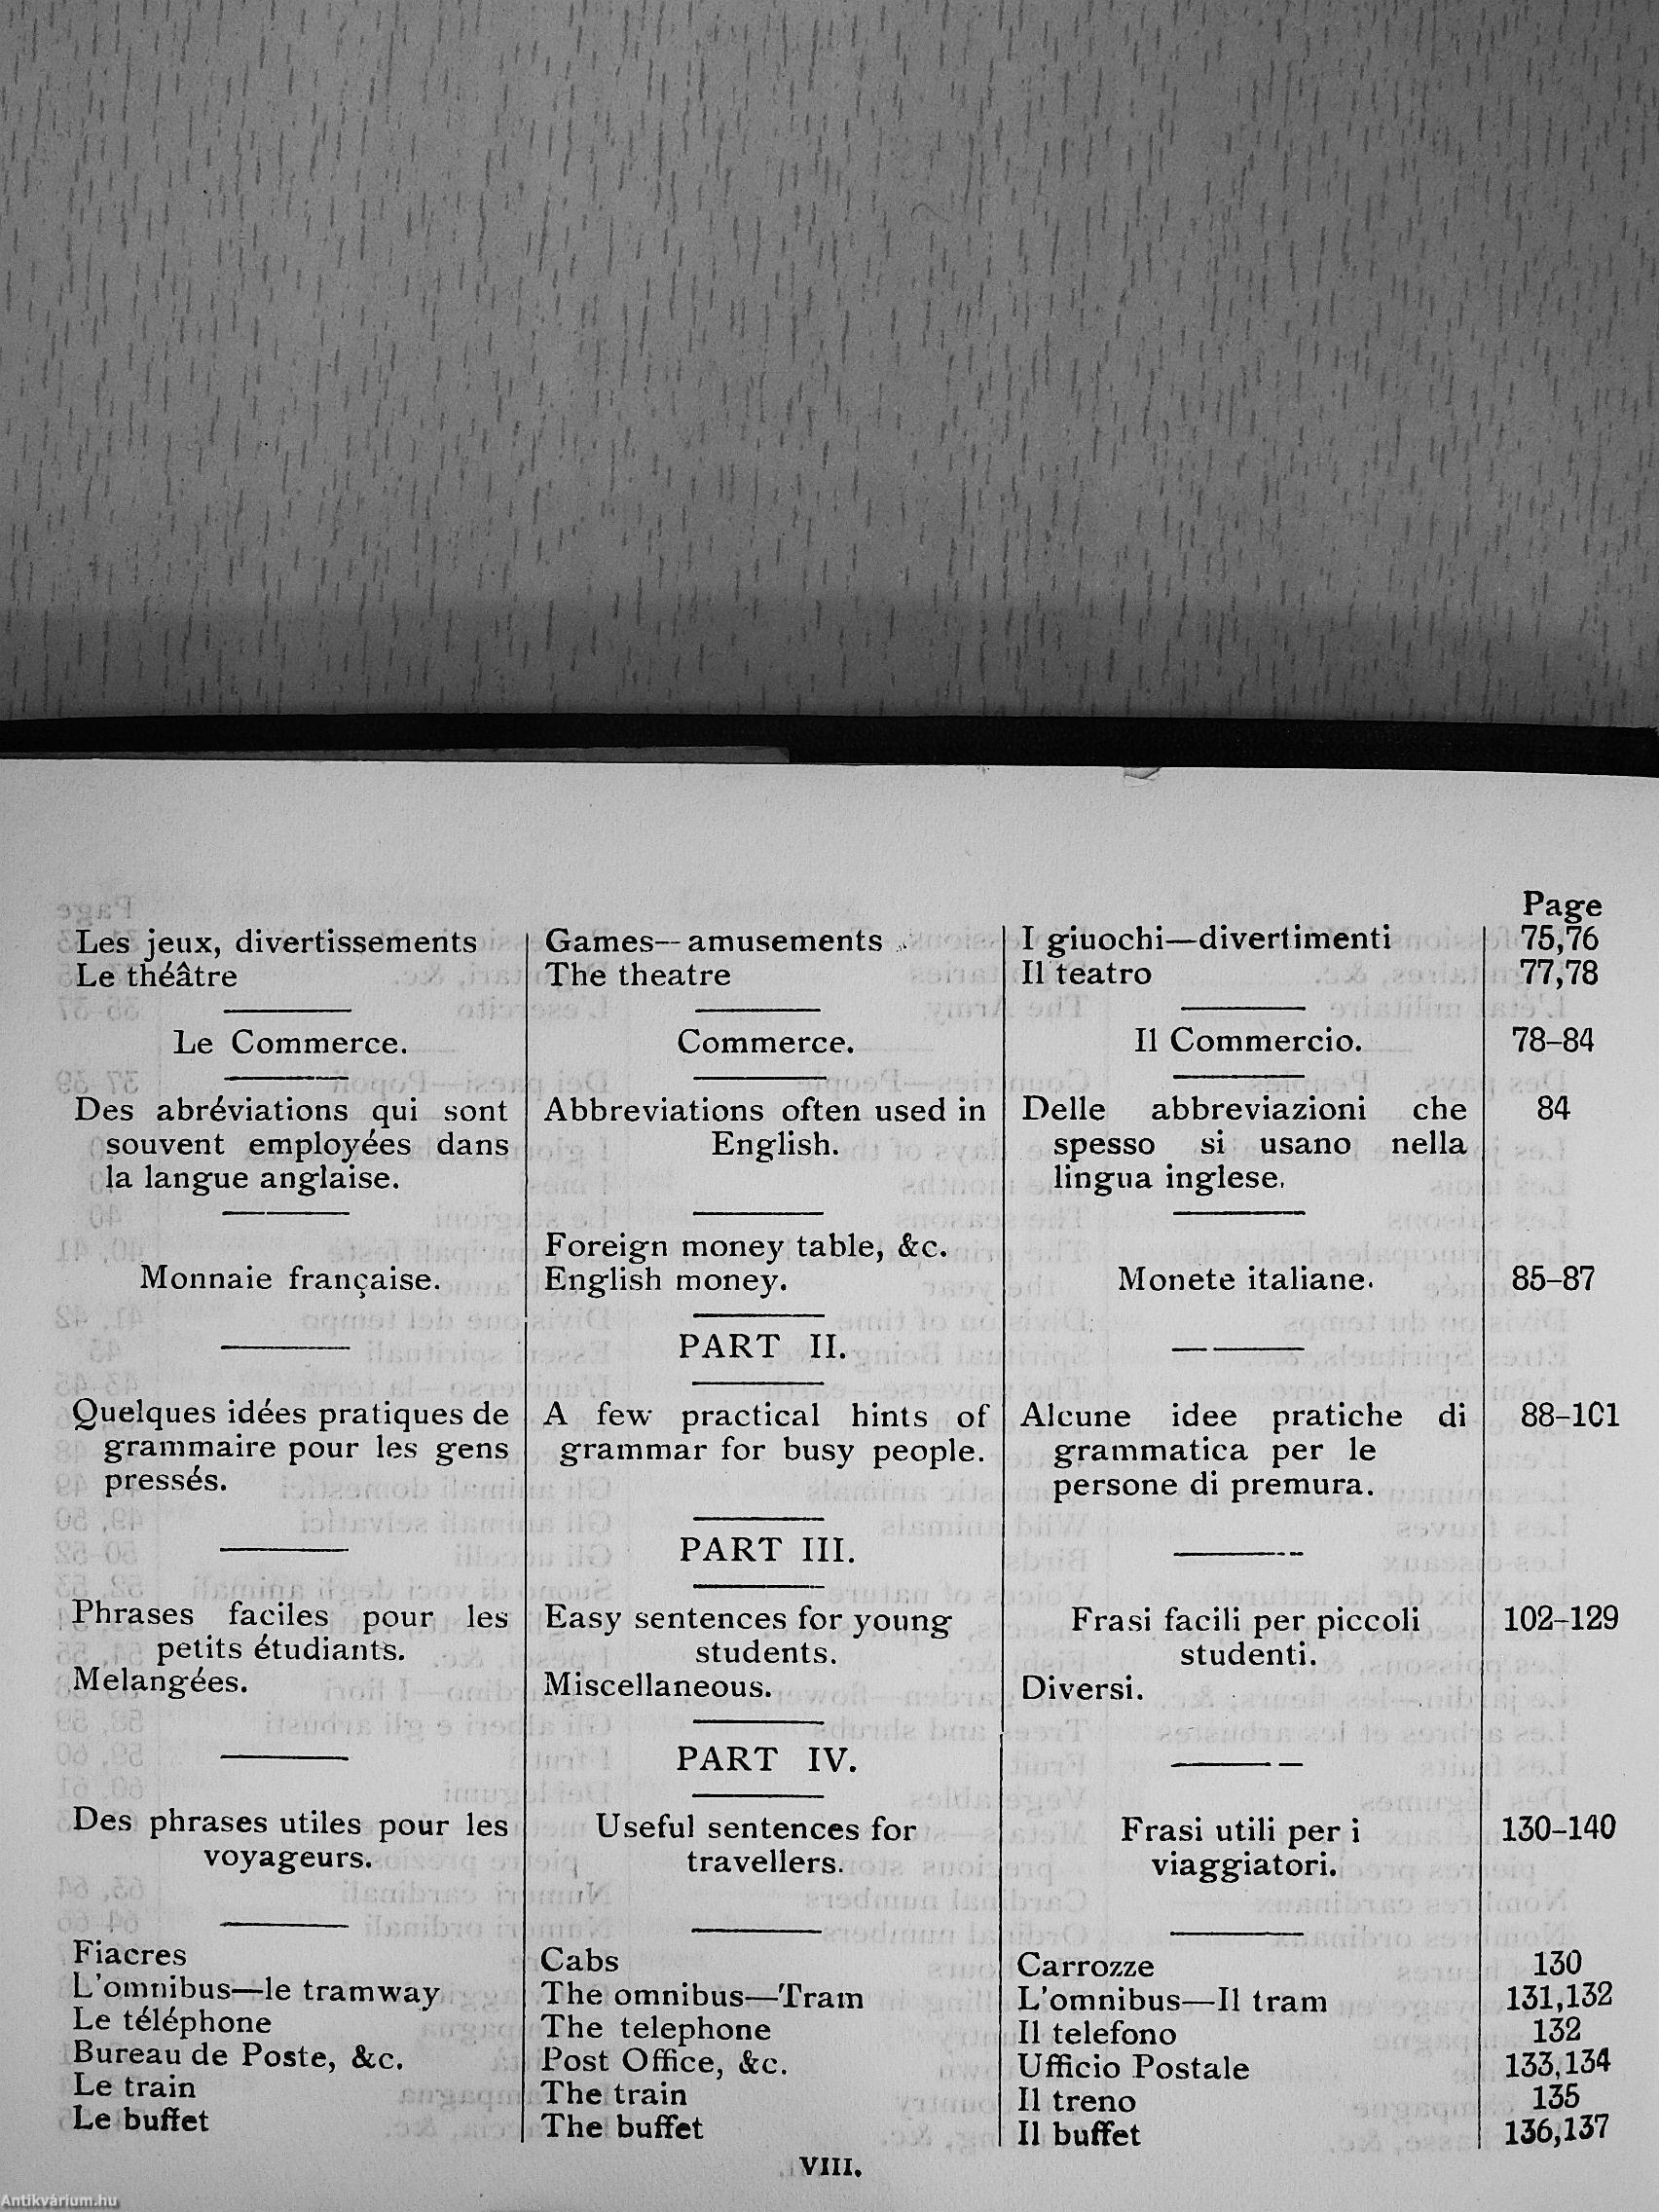 Page
Les jeux, divertissements Games—amusements I giuochi—divertimenti 75,76
Le théâtre The theatre Il teatro 77,78
Le Commerce. Commerce. Il Commercio. 78–84
Des abréviations qui sont Abbreviations often used in Delle abbreviazioni che 84
souvent employées dans English. spesso si usano nella
la langue anglaise. lingua inglese.
Foreign money table, &c.
Monnaie française. English money. Monete italiane. 85–87
PART II.
Quelques idées pratiques de A few practical hints of Alcune idee pratiche di 88–101
grammaire pour les gens grammar for busy people. grammatica per le
pressés. persone di premura.
PART III.
Phrases faciles pour les Easy sentences for young Frasi facili per piccoli 102–129
petits étudiants. students. studenti.
Melangées. Miscellaneous. Diversi.
PART IV.
Des phrases utiles pour les Useful sentences for Frasi utili per i 130–140
voyageurs. travellers. viaggiatori.
Fiacres Cabs Carrozze 130
L'omnibus—le tramway The omnibus—Tram L'omnibus—Il tram 131,132
Le téléphone The telephone Il telefono 132
Bureau de Poste, &c. Post Office, &c. Ufficio Postale 133,134
Le train The train Il treno 135
Le buffet The buffet Il buffet 136,137
VIII.
Antikvárium.hu